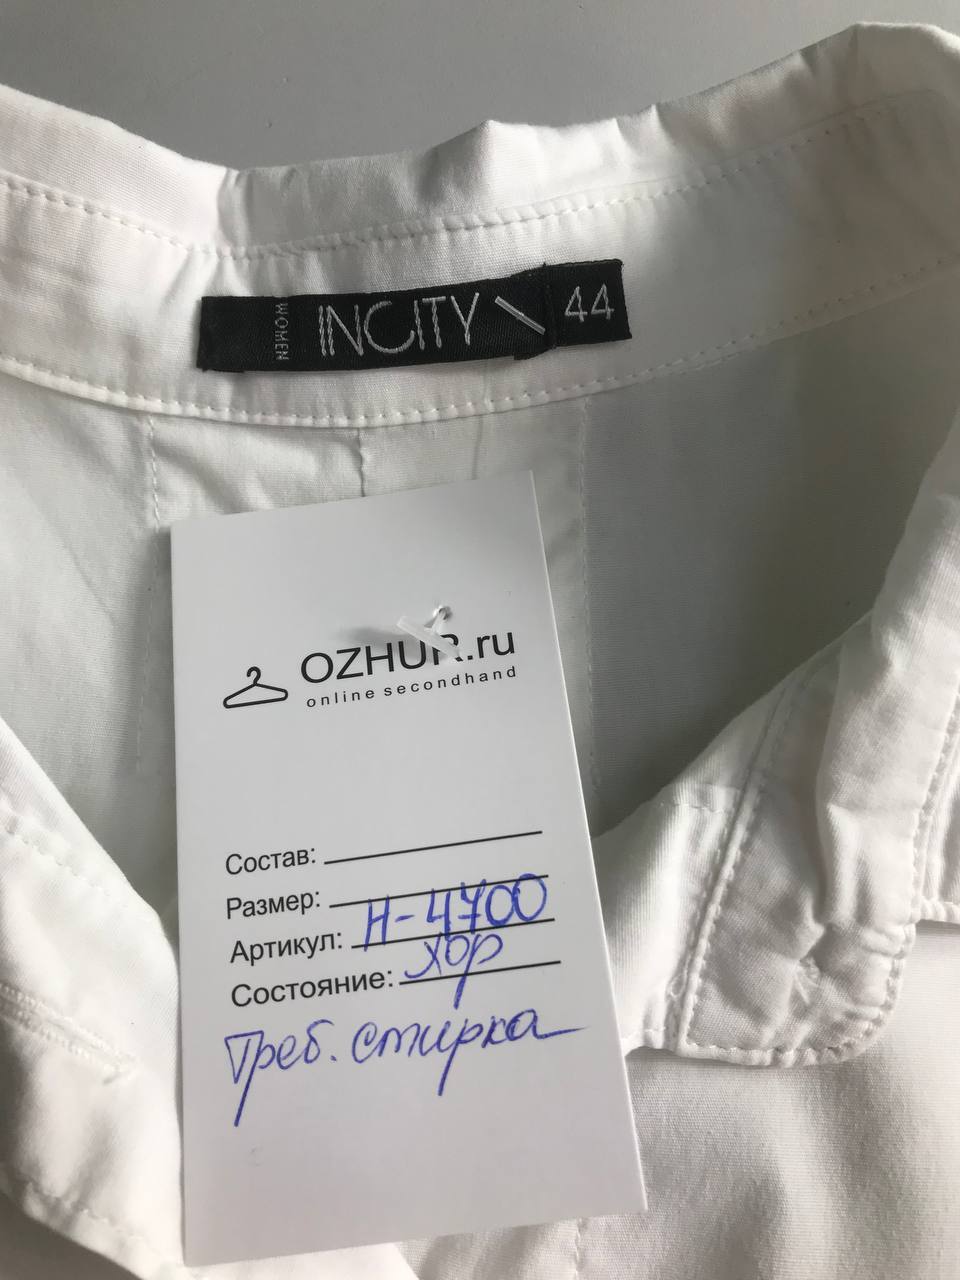 WOMEN INCITY 44
OZHUR.ru
online secondhand
Состав:
Размер:
Артикул: Н-4700
Состояние: хор
Треб. стирка